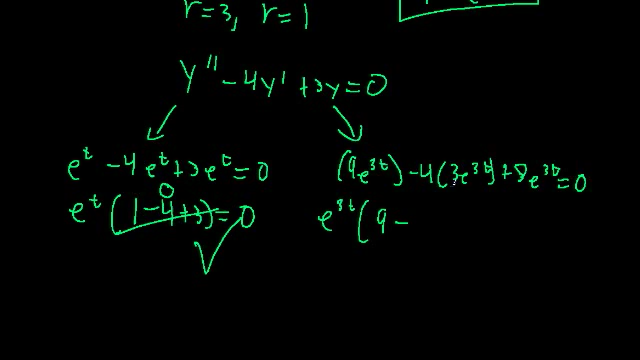 r=3, r=1
y'' - 4y' + 3y = 0
e^t - 4e^t + 3e^t = 0
(9e^{3t}) - 4(3e^{3t}) + 3e^{3t} = 0
e^t (1 - 4 + 3) = 0
0
e^{3t} (9 -